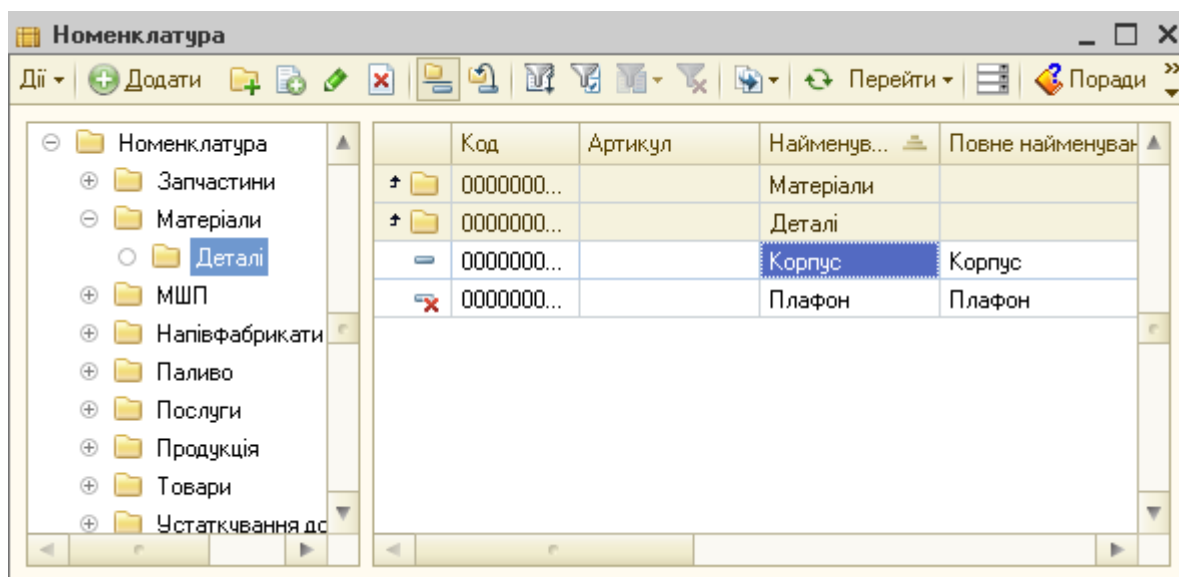 Номенклатура
Дії Додати Перейти Поради
Номенклатура
Запчастини
Матеріали
Деталі
МШП
Напівфабрикати
Паливо
Послуги
Продукція
Товари
Устаткування до
Код Артикул Найменув... Повне найменуван
0000000... Матеріали
0000000... Деталі
0000000... Корпус Корпус
0000000... Плафон Плафон